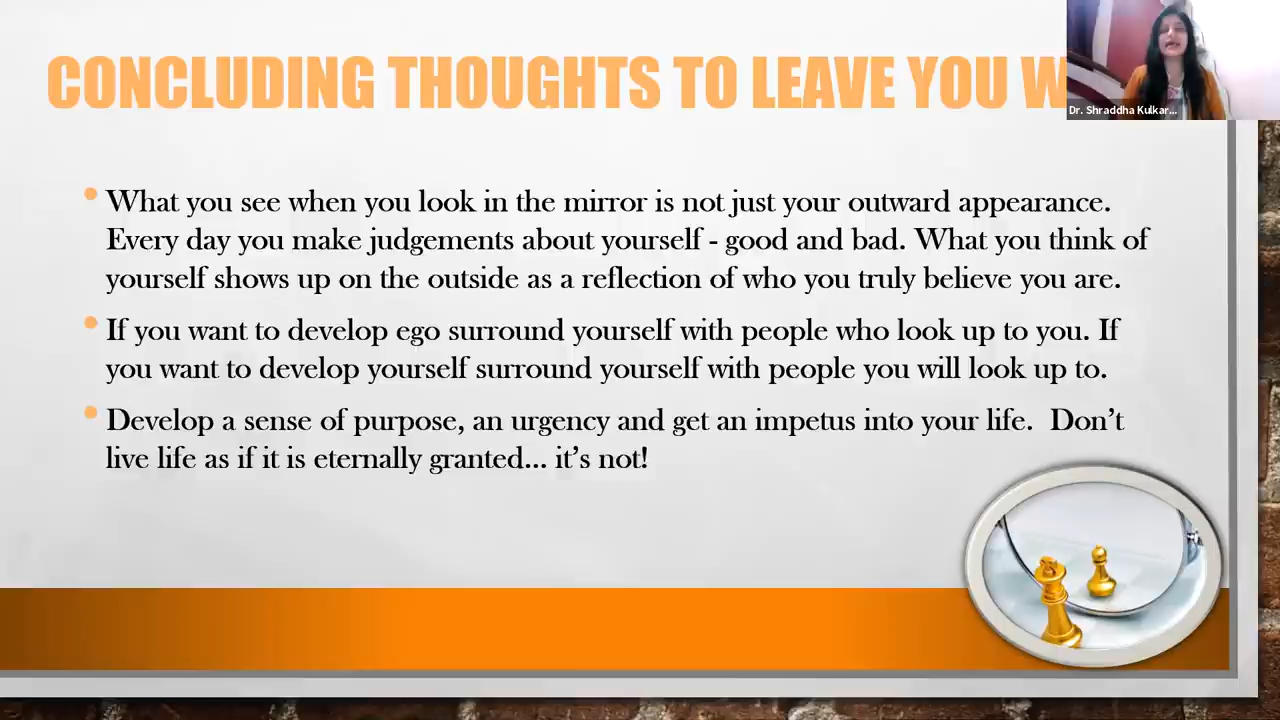 CONCLUDING THOUGHTS TO LEAVE YOU
Dr. Shraddha Kulkar...
What you see when you look in the mirror is not just your outward appearance.
Every day you make judgements about yourself - good and bad. What you think of
yourself shows up on the outside as a reflection of who you truly believe you are.
If you want to develop ego surround yourself with people who look up to you. If
you want to develop yourself surround yourself with people you will look up to.
Develop a sense of purpose, an urgency and get an impetus into your life.  Don’t
live life as if it is eternally granted... it’s not!